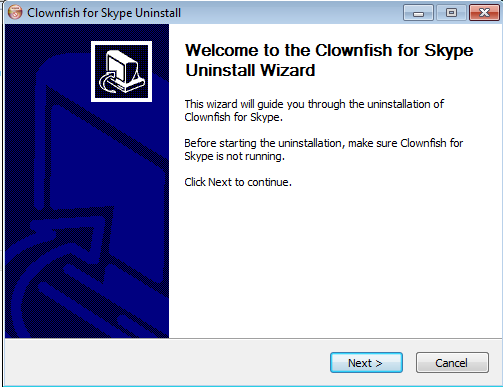 Clownfish for Skype Uninstall
Welcome to the Clownfish for Skype
Uninstall Wizard
This wizard will guide you through the uninstallation of
Clownfish for Skype.
Before starting the uninstallation, make sure Clownfish for
Skype is not running.
Click Next to continue.
Next >
Cancel